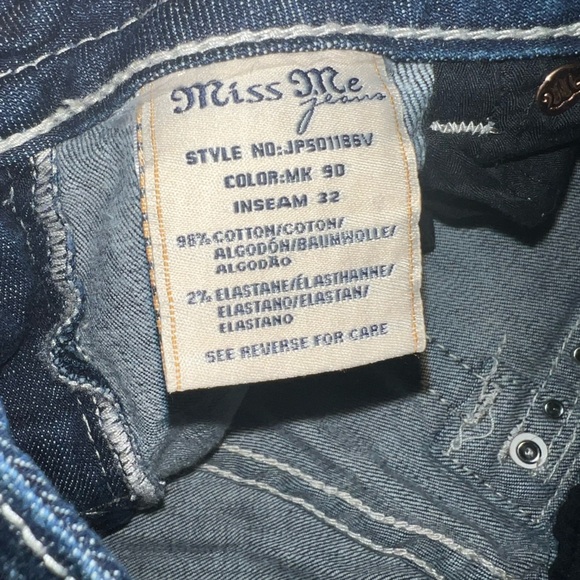 Miss Me
jeans
STYLE NO:JP5011B6V
COLOR:MK 90
INSEAM 32
98% COTTON/COTON/
ALGODÓN/BAUMWOLLE/
ALGODÃO
2% ELASTANE/ÉLASTHANNE/
ELASTANO/ELASTAN/
ELASTANO
SEE REVERSE FOR CARE